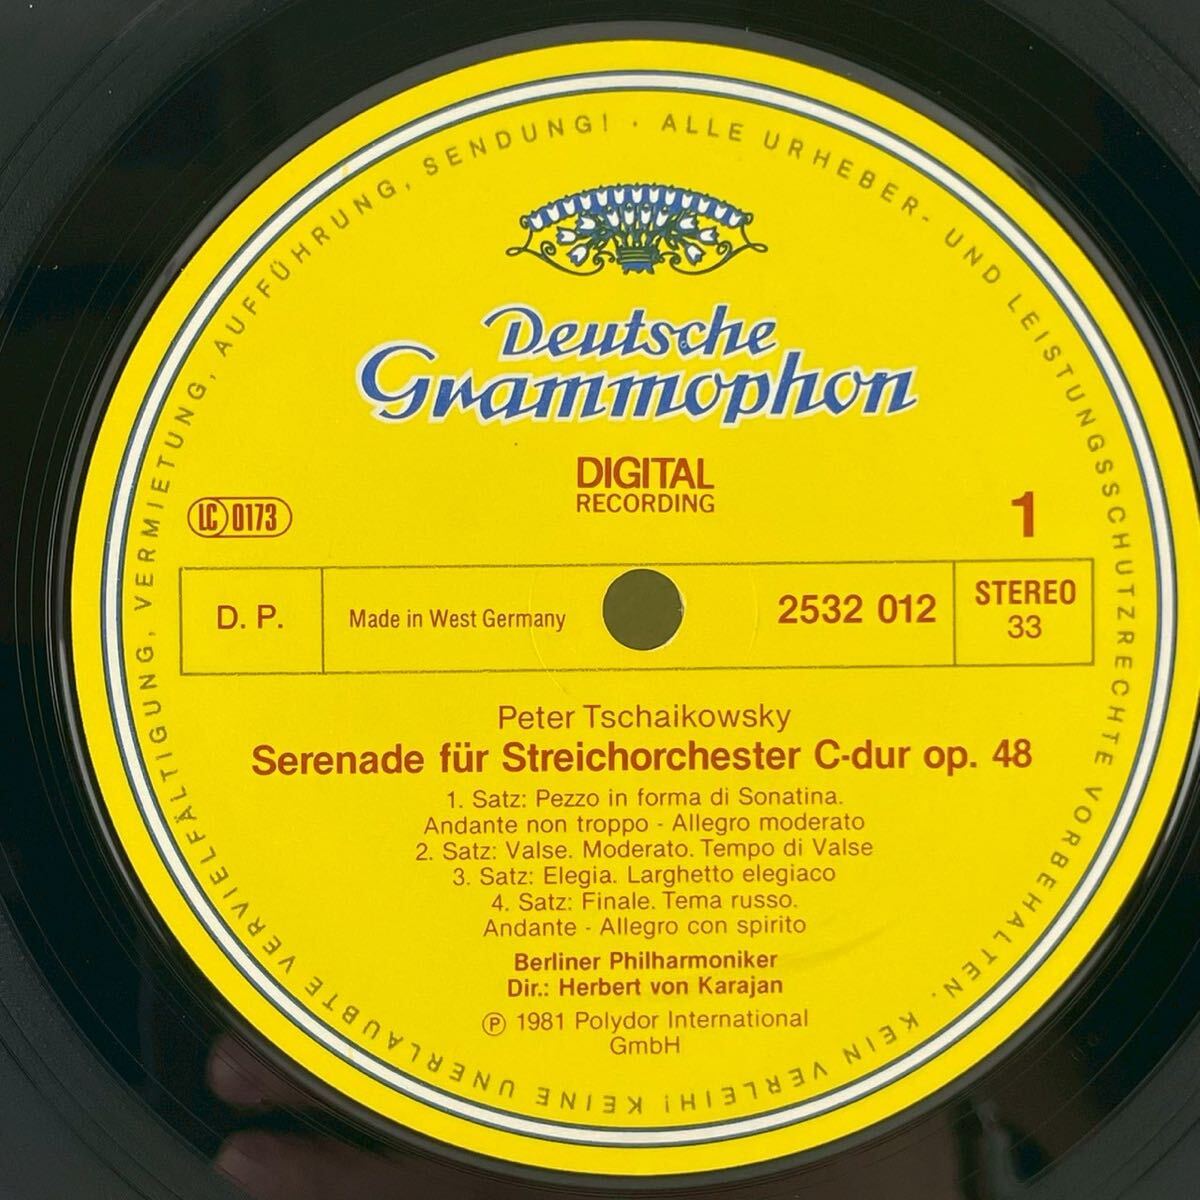 ALLE URHEBER- UND LEISTUNGSSCHUTZRECHTE VORBEHALTEN. KEIN VERLEIH! KEINE UNERLAUBTE VERVIELFÄLTIGUNG, VERMIETUNG, AUFFÜHRUNG, SENDUNG! ·
Deutsche
Grammophon
DIGITAL
RECORDING
LC 0173
1
D. P.
Made in West Germany
2532 012
STEREO
33
Peter Tschaikowsky
Serenade für Streichorchester C-dur op. 48
1. Satz: Pezzo in forma di Sonatina.
Andante non troppo - Allegro moderato
2. Satz: Valse. Moderato. Tempo di Valse
3. Satz: Elegia. Larghetto elegiaco
4. Satz: Finale. Tema russo.
Andante - Allegro con spirito
Berliner Philharmoniker
Dir.: Herbert von Karajan
℗ 1981 Polydor International
GmbH